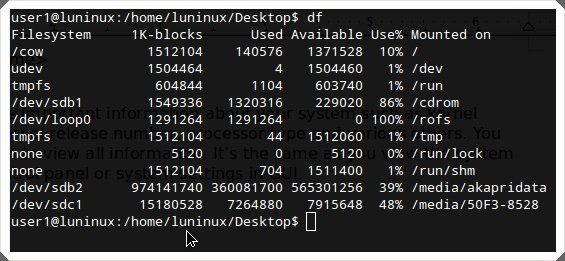 user1@luninux:/home/luninux/Desktop$ df
Filesystem     1K-blocks      Used Available Use% Mounted on
/cow             1512104    140576   1371528  10% /
udev             1504464         4   1504460   1% /dev
tmpfs             604844      1104    603740   1% /run
/dev/sdb1        1549336   1320316    229020  86% /cdrom
/dev/loop0       1291264   1291264         0 100% /rofs
tmpfs            1512104        44   1512060   1% /tmp
none                5120         0      5120   0% /run/lock
none             1512104       704   1511400   1% /run/shm
/dev/sdb2      974141740 360081700 565301256  39% /media/akapridata
/dev/sdc1       15180528   7264880   7915648  48% /media/50F3-8528
user1@luninux:/home/luninux/Desktop$